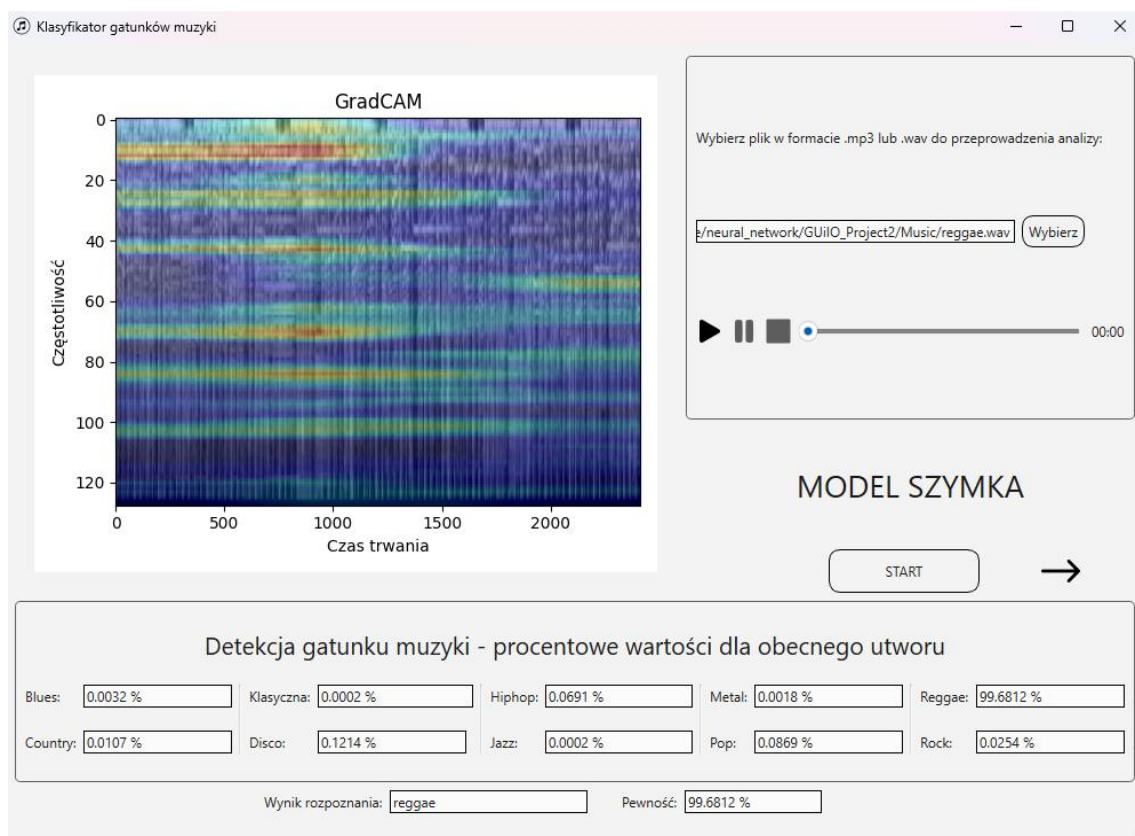 Klasyfikator gatunków muzyki
GradCAM
0
20
40
60
80
100
120
Częstotliwość
0 500 1000 1500 2000
Czas trwania
Wybierz plik w formacie .mp3 lub .wav do przeprowadzenia analizy:
e/neural_network/GUiIO_Project2/Music/reggae.wav Wybierz
00:00
MODEL SZYMKA
START
Detekcja gatunku muzyki - procentowe wartości dla obecnego utworu
Blues: 0.0032 % Klasyczna: 0.0002 % Hiphop: 0.0691 % Metal: 0.0018 % Reggae: 99.6812 %
Country: 0.0107 % Disco: 0.1214 % Jazz: 0.0002 % Pop: 0.0869 % Rock: 0.0254 %
Wynik rozpoznania: reggae Pewność: 99.6812 %